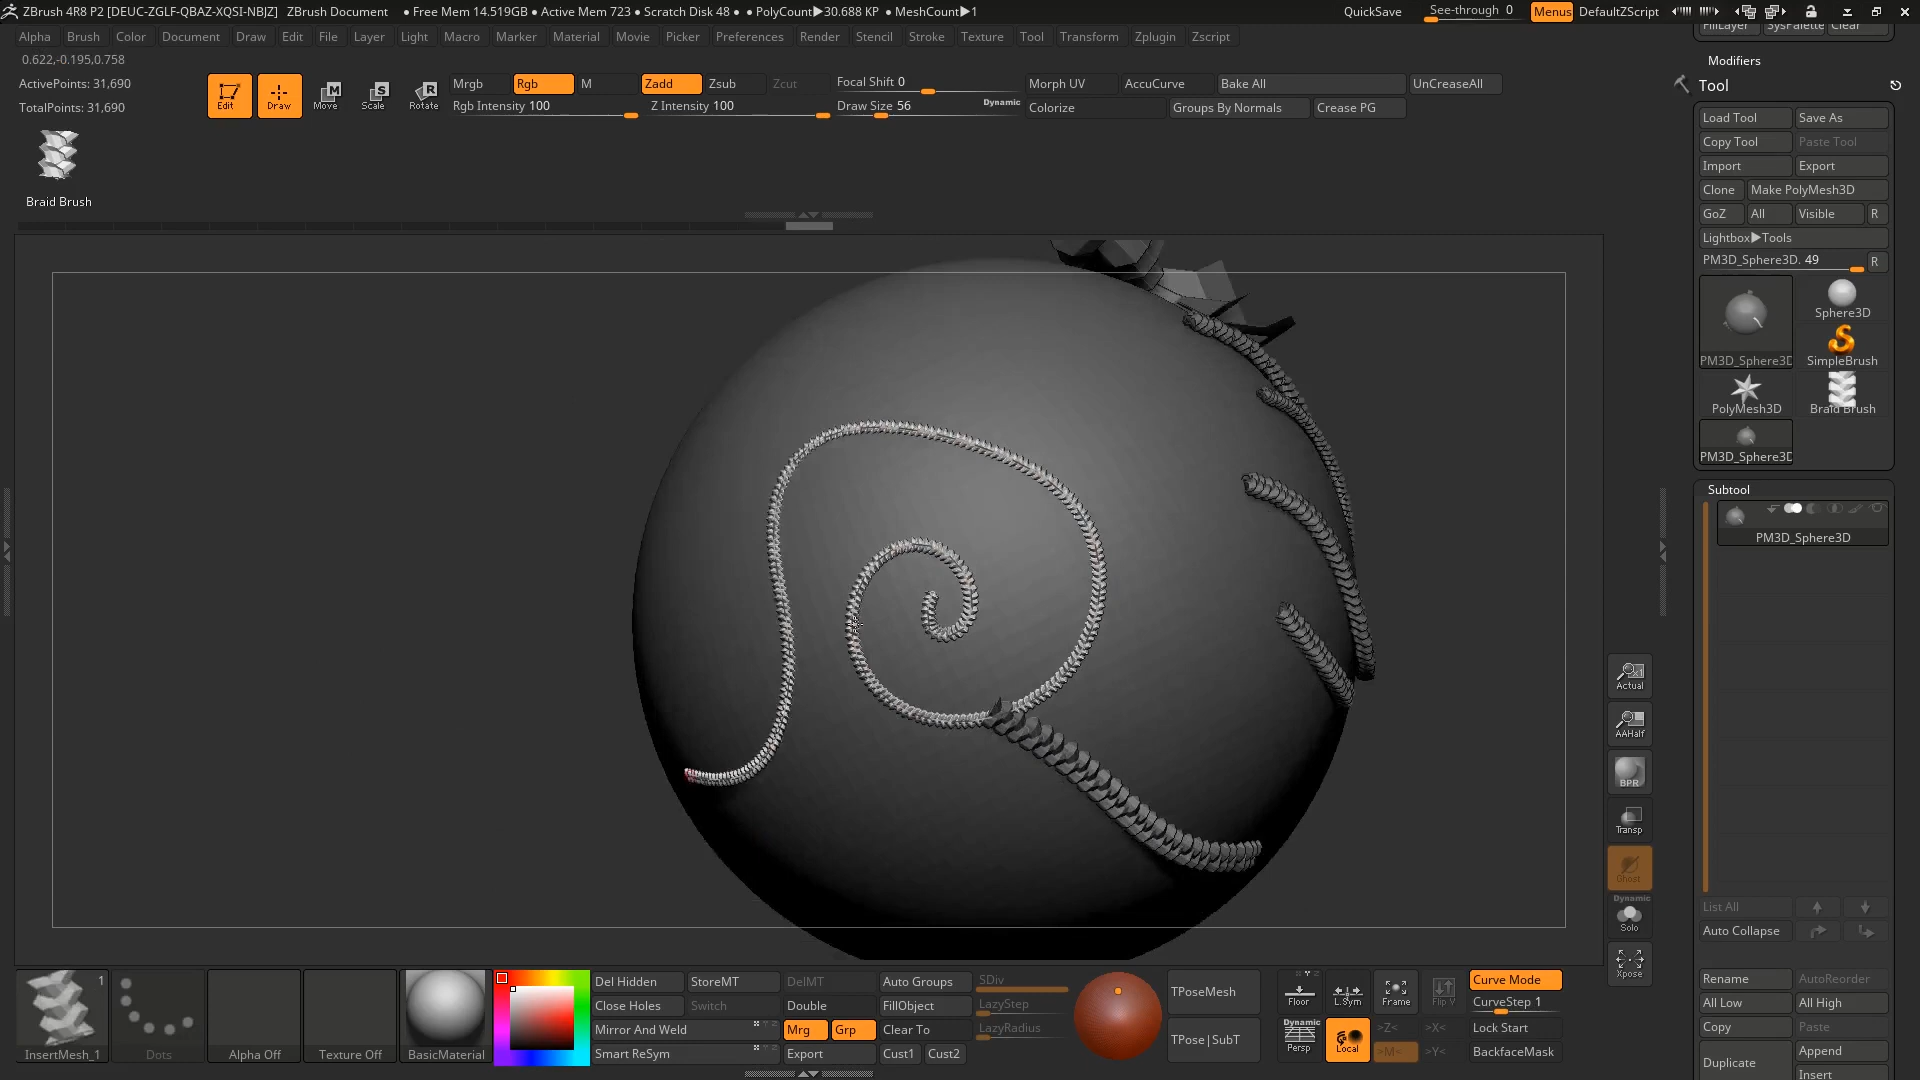 ZBrush 4R8 P2 [DEUC-ZGLF-QBAZ-XQSI-NBJZ] ZBrush Document • Free Mem 14.519GB • Active Mem 723 • Scratch Disk 48 • PolyCount▶30.688 KP • MeshCount▶1 QuickSave See-through 0 Menus DefaultZScript
Alpha Brush Color Document Draw Edit File Layer Light Macro Marker Material Movie Picker Preferences Render Stencil Stroke Texture Tool Transform Zplugin Zscript
0.622,-0.195,0.758
ActivePoints: 31,690
TotalPoints: 31,690
Edit Draw Move Scale Rotate
Mrgb Rgb M Zadd Zsub Zcut Focal Shift 0 Morph UV AccuCurve Bake All UnCreaseAll
Rgb Intensity 100 Z Intensity 100 Draw Size 56 Dynamic Colorize Groups By Normals Crease PG
Braid Brush
FillLayer SysPalette Clear
Modifiers
Tool
Load Tool Save As
Copy Tool Paste Tool
Import Export
Clone Make PolyMesh3D
GoZ All Visible R
Lightbox▶Tools
PM3D_Sphere3D. 49 R
Sphere3D
PM3D_Sphere3D SimpleBrush
PolyMesh3D Braid Brush
PM3D_Sphere3D
Subtool
PM3D_Sphere3D
List All
Auto Collapse
Rename AutoReorder
All Low All High
Copy Paste
Duplicate Append
Insert
Actual
AAHalf
BPR
Transp
Ghost
Dynamic
Solo
Xpose
1
InsertMesh_1 Dots Alpha Off Texture Off BasicMaterial
Del Hidden StoreMT DelMT Auto Groups SDiv
Close Holes Switch Double FillObject LazyStep
Mirror And Weld Mrg Grp Clear To LazyRadius
Smart ReSym Export Cust1 Cust2
TPoseMesh
TPose|SubT
Floor L.Sym Frame Flip V
Dynamic
Persp Local >Z< >X<
>M< >Y<
Curve Mode
CurveStep 1
Lock Start
BackfaceMask